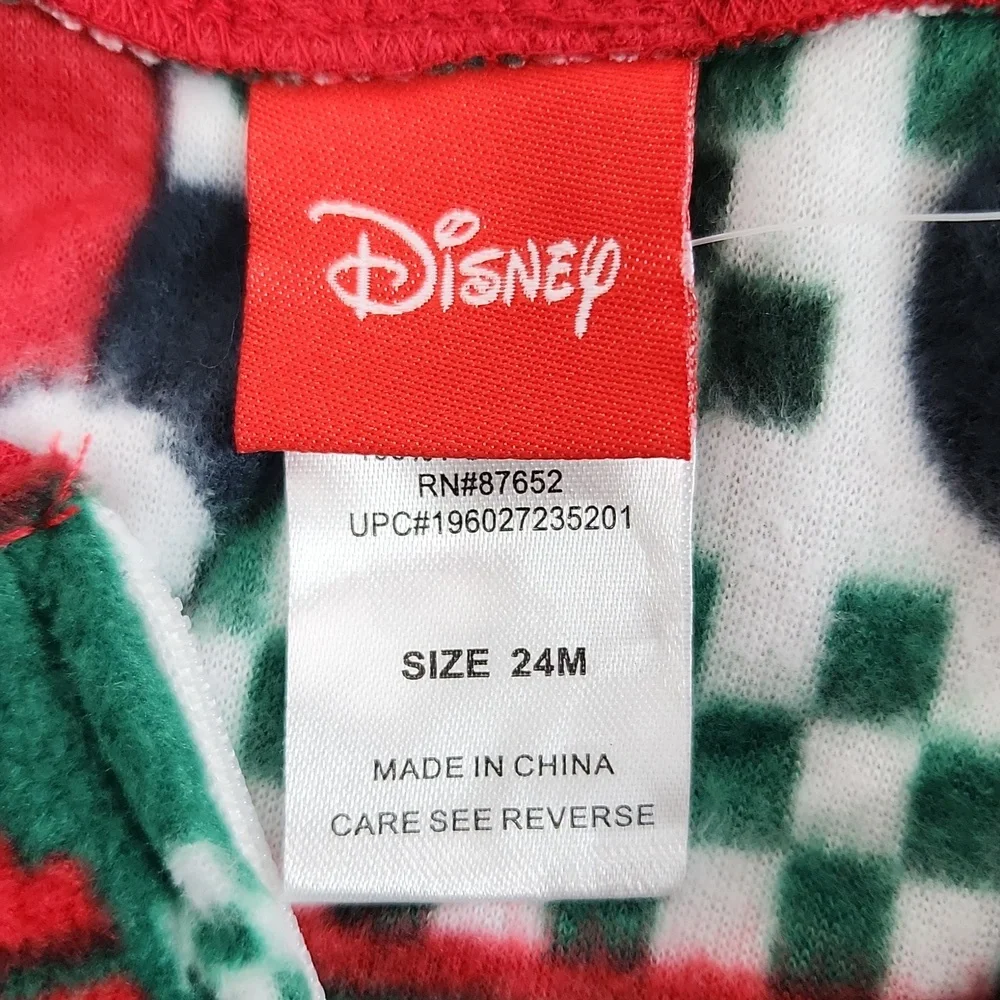 Disney
RN#87652
UPC#196027235201
SIZE 24M
MADE IN CHINA
CARE SEE REVERSE